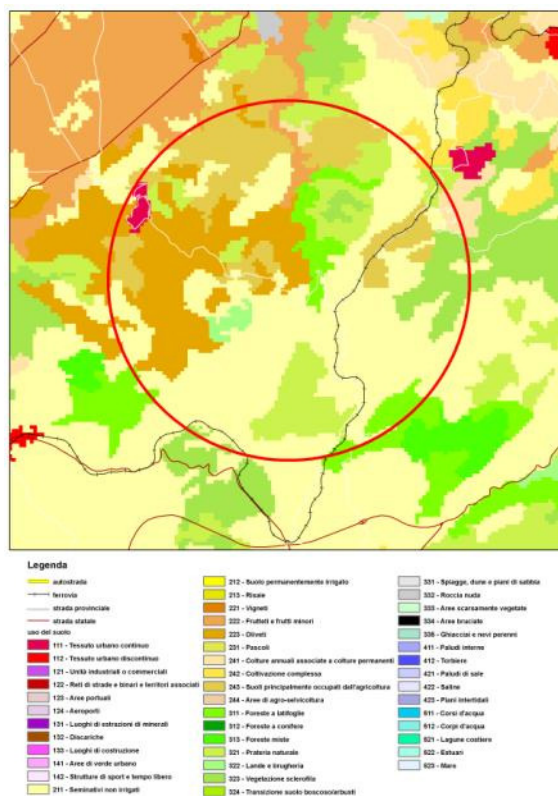 Legenda
autostrada
ferrovia
strada provinciale
strada statale
uso del suolo
111 - Tessuto urbano continuo
112 - Tessuto urbano discontinuo
121 - Unità industriali o commerciali
122 - Reti di strade e binari e territori associati
123 - Aree portuali
124 - Aeroporti
131 - Luoghi di estrazioni di minerali
132 - Discariche
133 - Luoghi di costruzione
141 - Aree di verde urbano
142 - Strutture di sport e tempo libero
211 - Seminativi non irrigati
212 - Suolo permanentemente irrigato
213 - Risaie
221 - Vigneti
222 - Frutteti e frutti minori
223 - Oliveti
231 - Pascoli
241 - Colture annuali associate a colture permanenti
242 - Coltivazione complessa
243 - Suoli principalmente occupati dall'agricoltura
244 - Aree di agro-selvicoltura
311 - Foreste a latifoglie
312 - Foreste a conifere
313 - Foreste miste
321 - Prateria naturale
322 - Lande e brugheria
323 - Vegetazione sclerofila
324 - Transizione suolo boscoso/arbusti
331 - Spiagge, dune e piani di sabbia
332 - Roccia nuda
333 - Aree scarsamente vegetate
334 - Aree bruciate
335 - Ghiacciai e nevi perenni
411 - Paludi interne
412 - Torbiere
421 - Paludi di sale
422 - Saline
423 - Piani intertidali
511 - Corsi d'acqua
512 - Corpi d'acqua
521 - Lagune costiere
522 - Estuari
523 - Mare